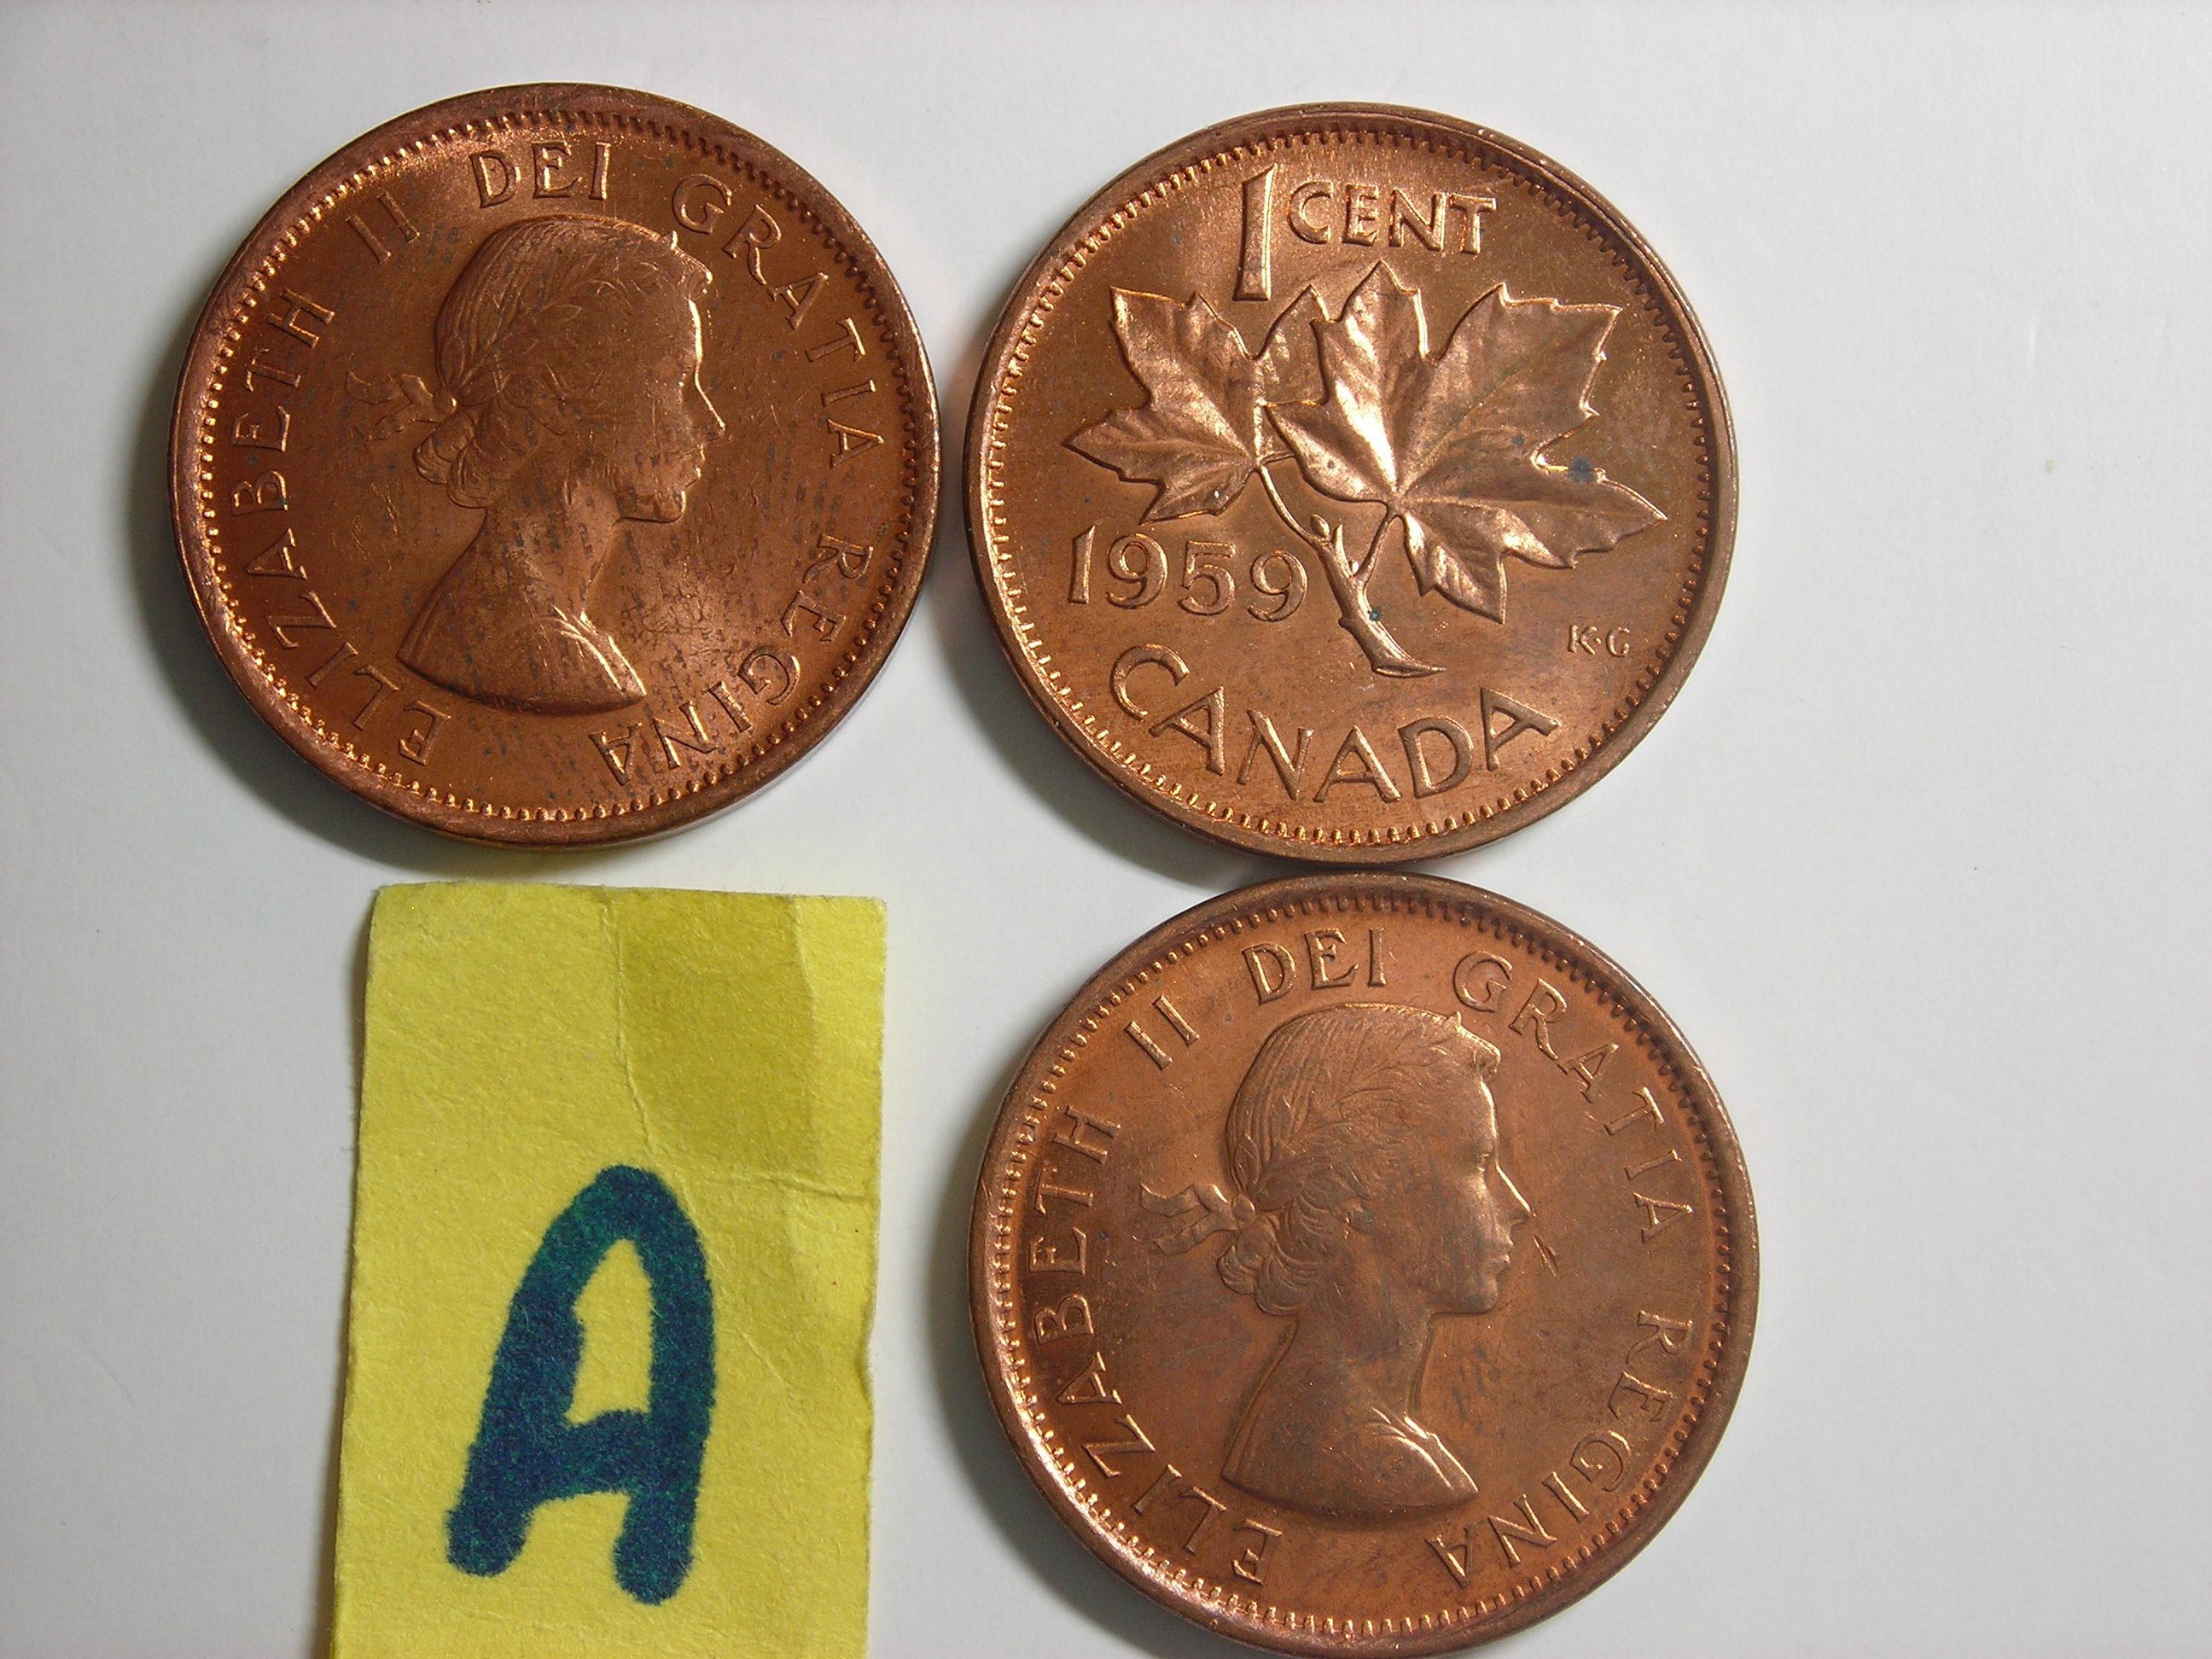 ELIZABETH II DEI GRATIA REGINA
1 CENT
1959
K·G
CANADA
ELIZABETH II DEI GRATIA REGINA
A